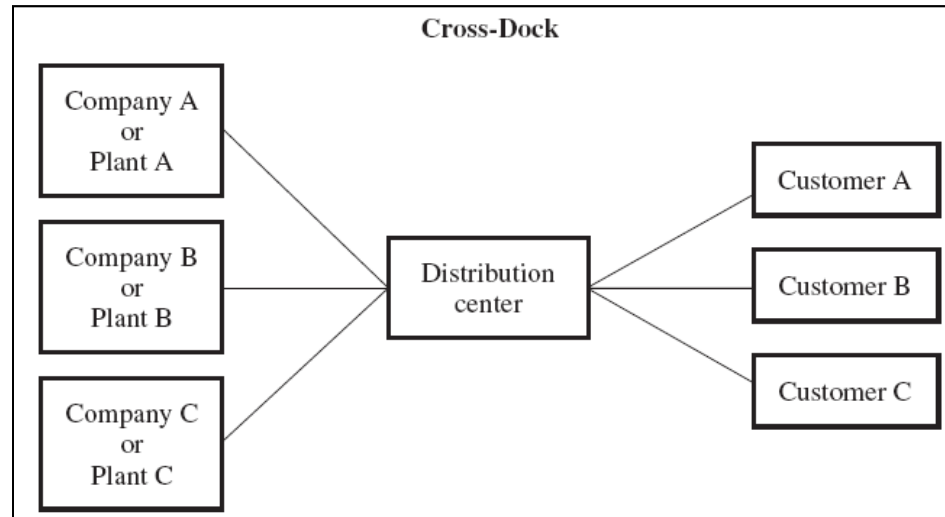 Cross-Dock
Company A
or
Plant A
Company B
or
Plant B
Company C
or
Plant C
Distribution
center
Customer A
Customer B
Customer C